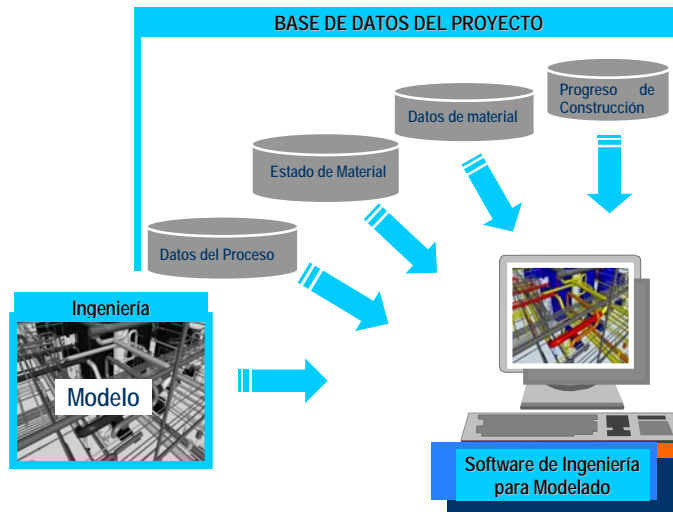 BASE DE DATOS DEL PROYECTO
Progreso de
Construcción
Datos de material
Estado de Material
Datos del Proceso
Ingeniería
Modelo
Software de Ingeniería
para Modelado